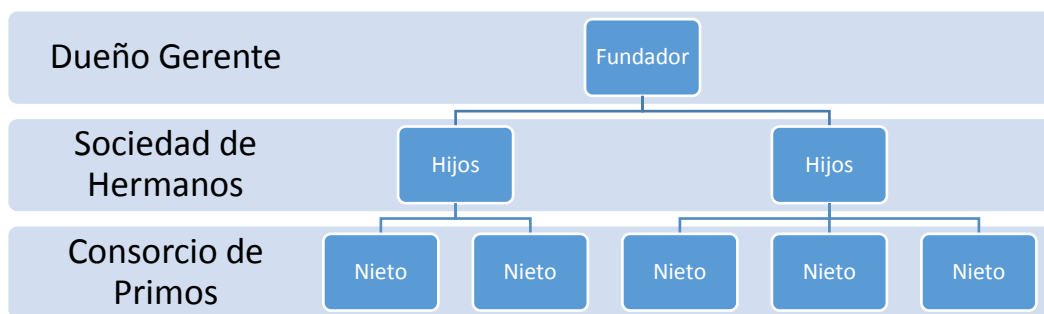 Dueño Gerente
Fundador
Sociedad de
Hermanos
Hijos
Hijos
Consorcio de
Primos
Nieto
Nieto
Nieto
Nieto
Nieto